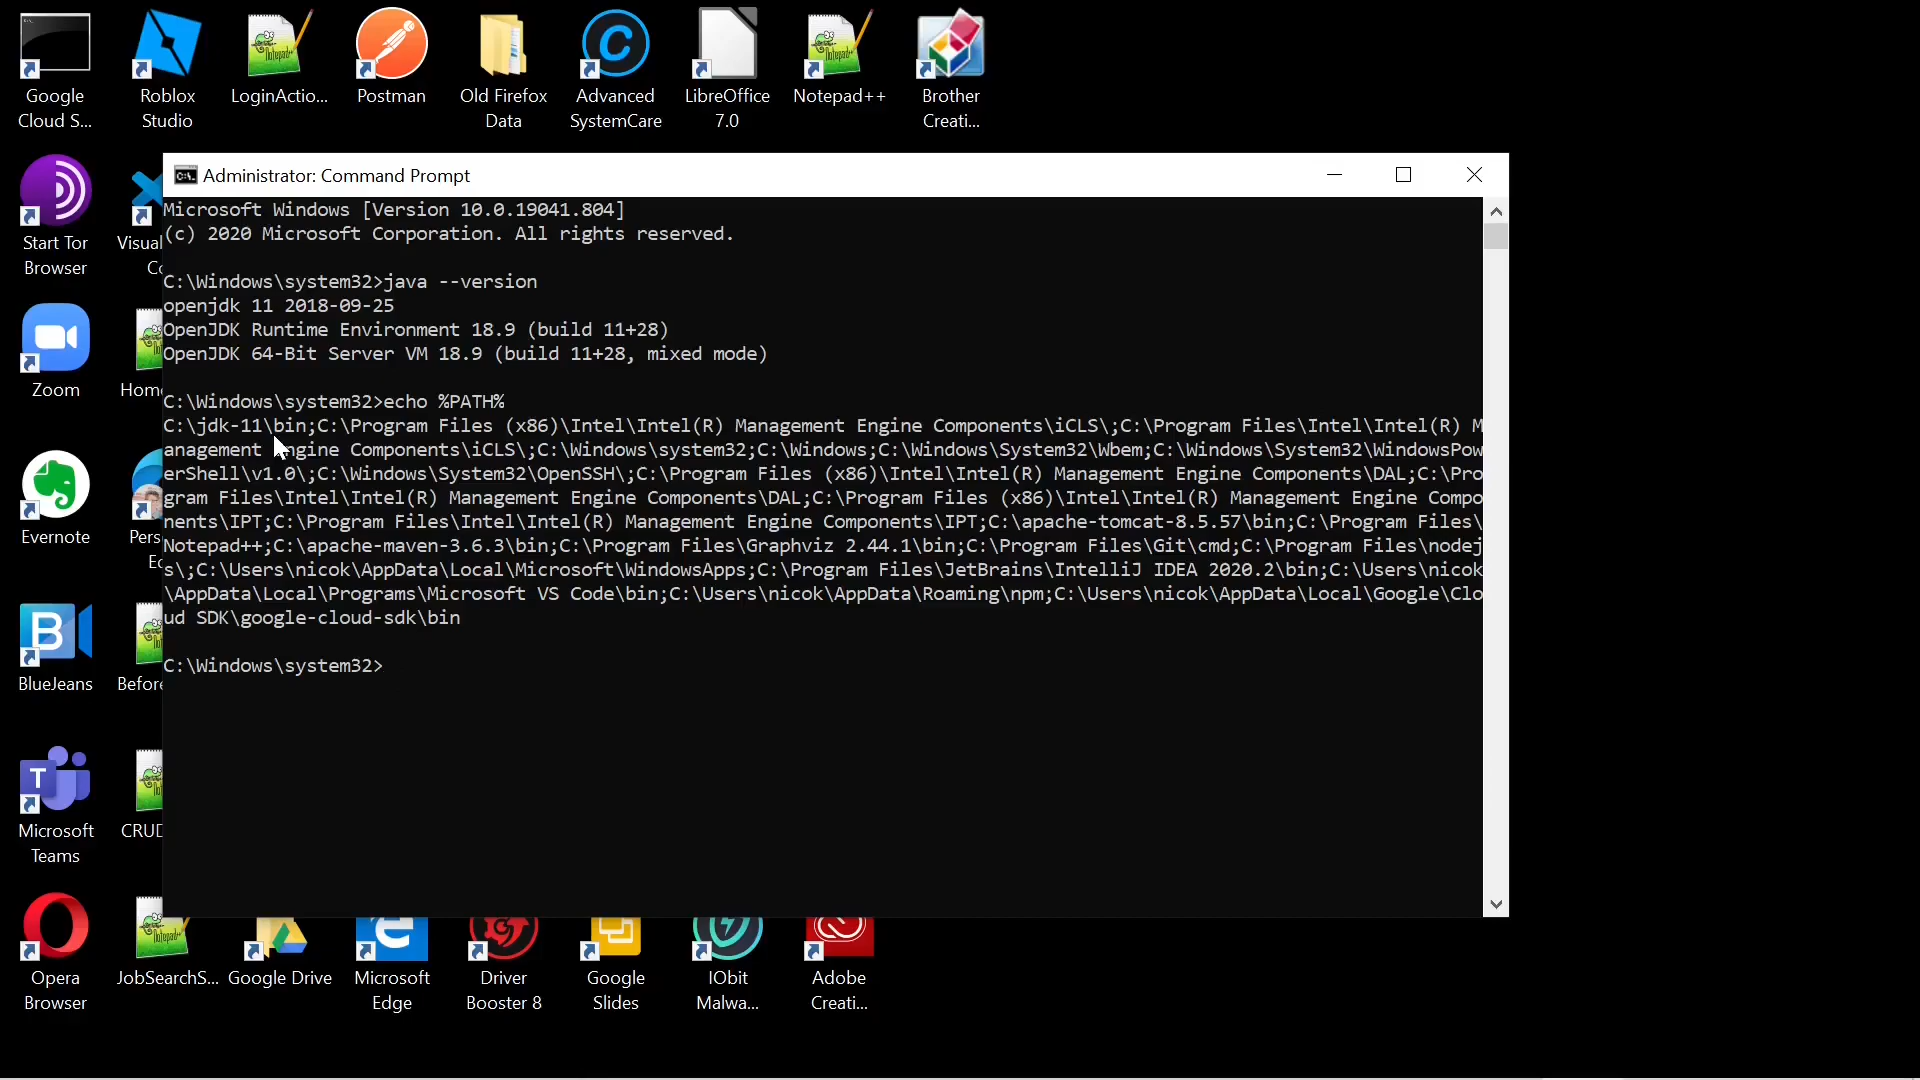 Google
Cloud S...
Roblox
Studio
LoginActio...
Postman
Old Firefox
Data
Advanced
SystemCare
LibreOffice
7.0
Notepad++
Brother
Creati...
Start Tor
Browser
Visual
Co
Zoom
Home
Evernote
Pers
Ec
BlueJeans
Before
Microsoft
Teams
CRUD
Opera
Browser
JobSearchS...
Google Drive
Microsoft
Edge
Driver
Booster 8
Google
Slides
IObit
Malwa...
Adobe
Creati...
Administrator: Command Prompt
Microsoft Windows [Version 10.0.19041.804]
(c) 2020 Microsoft Corporation. All rights reserved.
C:\Windows\system32>java --version
openjdk 11 2018-09-25
OpenJDK Runtime Environment 18.9 (build 11+28)
OpenJDK 64-Bit Server VM 18.9 (build 11+28, mixed mode)
C:\Windows\system32>echo %PATH%
C:\jdk-11\bin;C:\Program Files (x86)\Intel\Intel(R) Management Engine Components\iCLS\;C:\Program Files\Intel\Intel(R) M
anagement Engine Components\iCLS\;C:\Windows\system32;C:\Windows;C:\Windows\System32\Wbem;C:\Windows\System32\WindowsPow
erShell\v1.0\;C:\Windows\System32\OpenSSH\;C:\Program Files (x86)\Intel\Intel(R) Management Engine Components\DAL;C:\Pro
gram Files\Intel\Intel(R) Management Engine Components\DAL;C:\Program Files (x86)\Intel\Intel(R) Management Engine Compo
nents\IPT;C:\Program Files\Intel\Intel(R) Management Engine Components\IPT;C:\apache-tomcat-8.5.57\bin;C:\Program Files\
Notepad++;C:\apache-maven-3.6.3\bin;C:\Program Files\Graphviz 2.44.1\bin;C:\Program Files\Git\cmd;C:\Program Files\nodej
s\;C:\Users\nicok\AppData\Local\Microsoft\WindowsApps;C:\Program Files\JetBrains\IntelliJ IDEA 2020.2\bin;C:\Users\nicok
\AppData\Local\Programs\Microsoft VS Code\bin;C:\Users\nicok\AppData\Roaming\npm;C:\Users\nicok\AppData\Local\Google\Clo
ud SDK\google-cloud-sdk\bin
C:\Windows\system32>